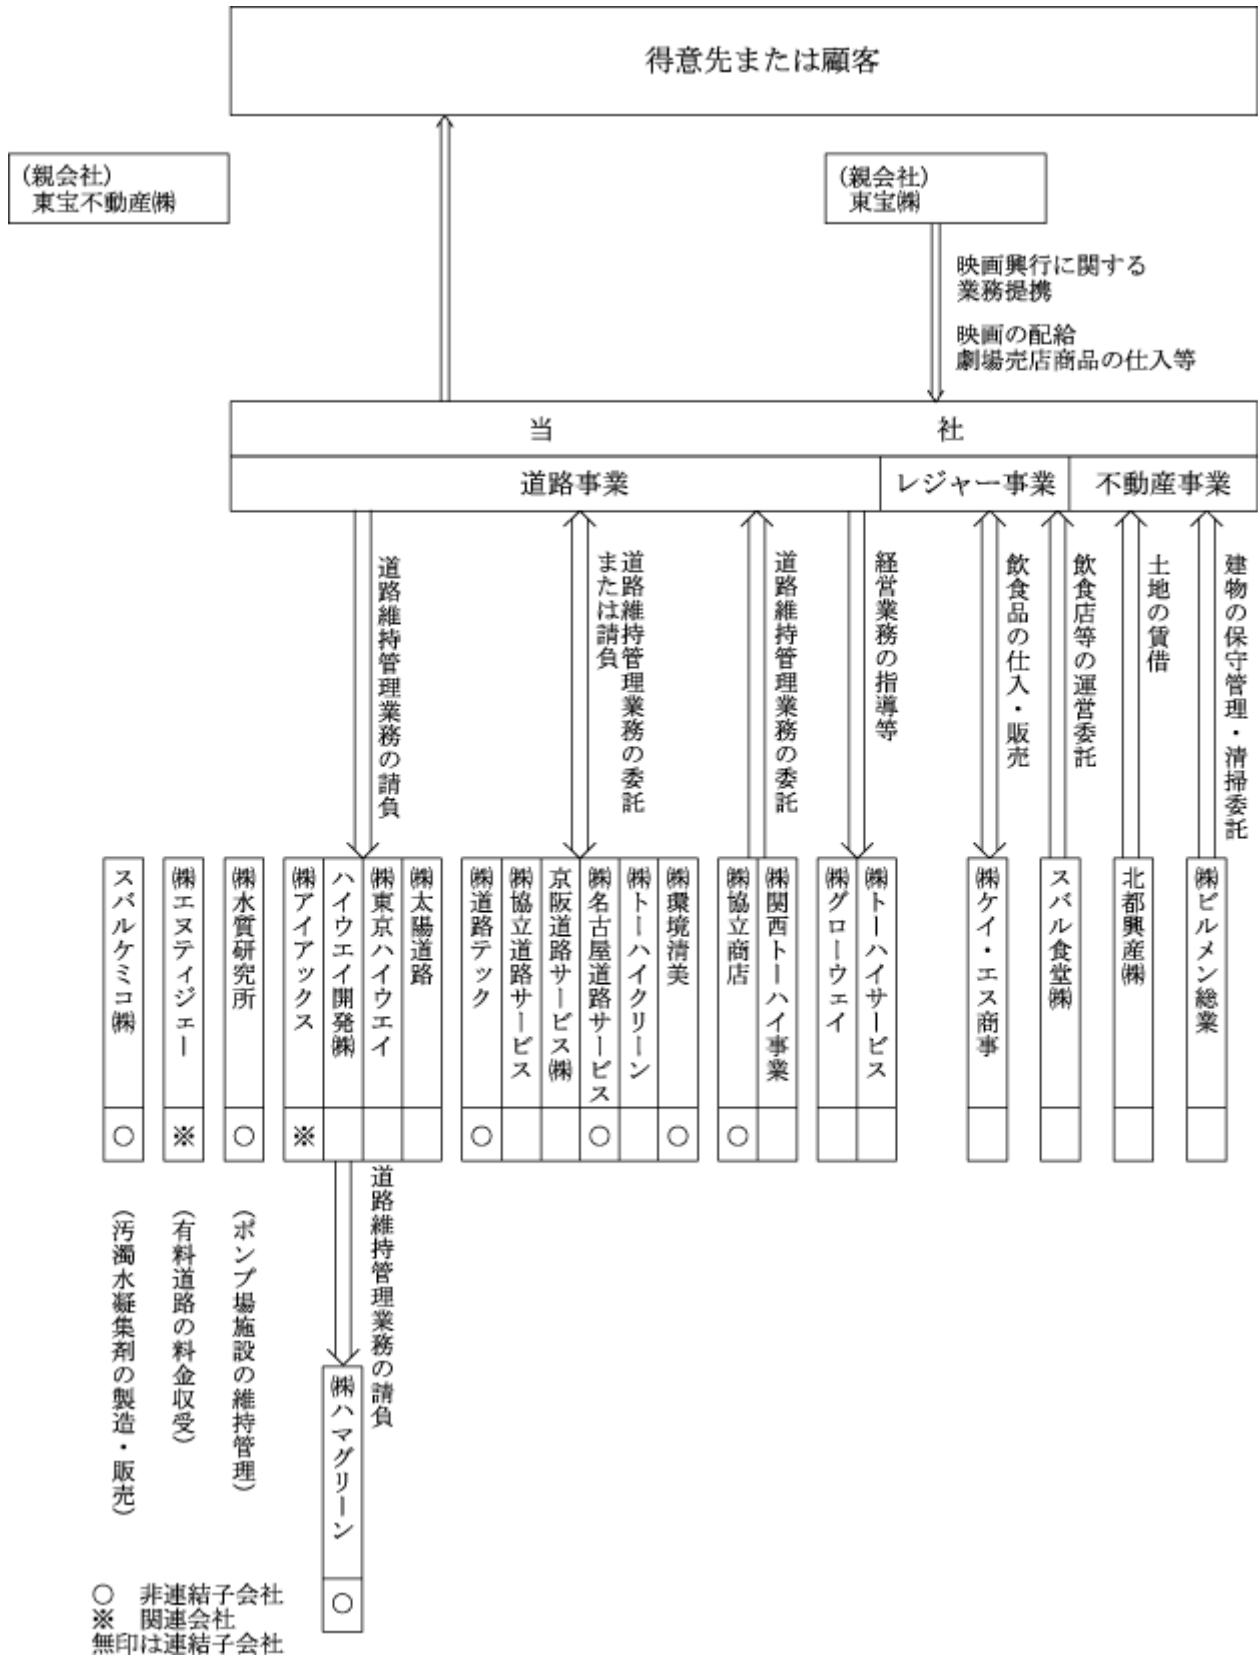 得意先または顧客
(親会社)
東宝不動産㈱
(親会社)
東宝㈱
映画興行に関する
業務提携
映画の配給
劇場売店商品の仕入等
当社
道路事業
レジャー事業
不動産事業
道路維持管理業務の請負
道路維持管理業務の委託
または請負
道路維持管理業務の委託
経営業務の指導等
飲食品の仕入・販売
飲食店等の運営委託
土地の賃借
建物の保守管理・清掃委託
スバルケミコ㈱
○
㈱エヌティジェー
※
㈱水質研究所
○
㈱アイアックス
※
ハイウエイ開発㈱
㈱東京ハイウエイ
㈱太陽道路
㈱道路テック
○
㈱協立道路サービス
京阪道路サービス㈱
㈱名古屋道路サービス
○
㈱トーハイクリーン
㈱環境清美
○
㈱協立商店
○
㈱関西トーハイ事業
㈱グローウェイ
㈱トーハイサービス
㈱ケイ・エス商事
スバル食堂㈱
北都興産㈱
㈱ビルメン総業
(汚濁水凝集剤の製造・販売)
(有料道路の料金収受)
(ポンプ場施設の維持管理)
道路維持管理業務の請負
㈱ハマグリーン
○
○ 非連結子会社
※ 関連会社
無印は連結子会社